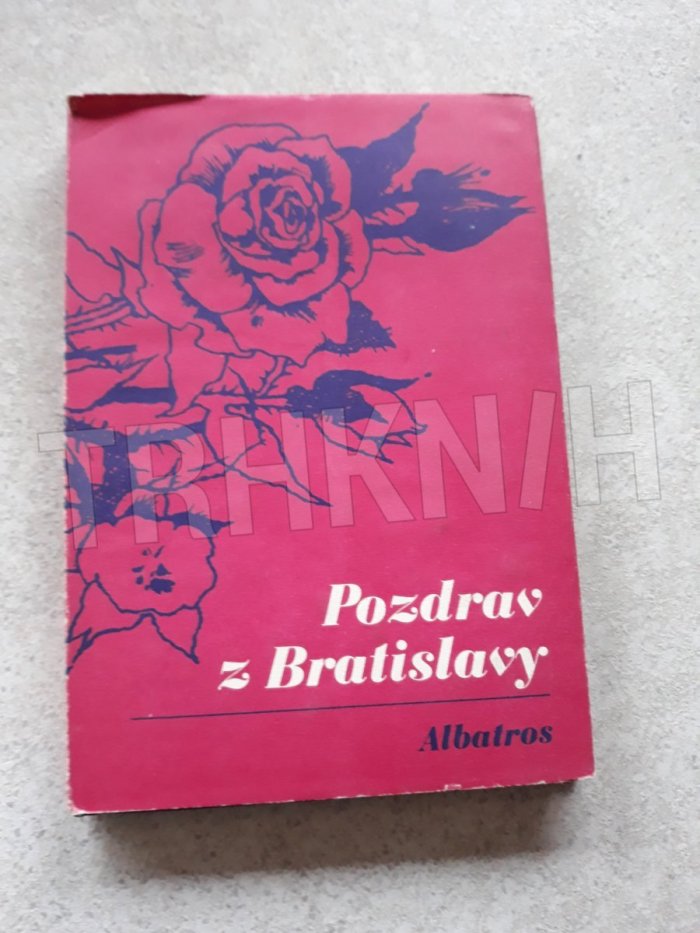 TRHKNIH
Pozdrav
z Bratislavy
Albatros